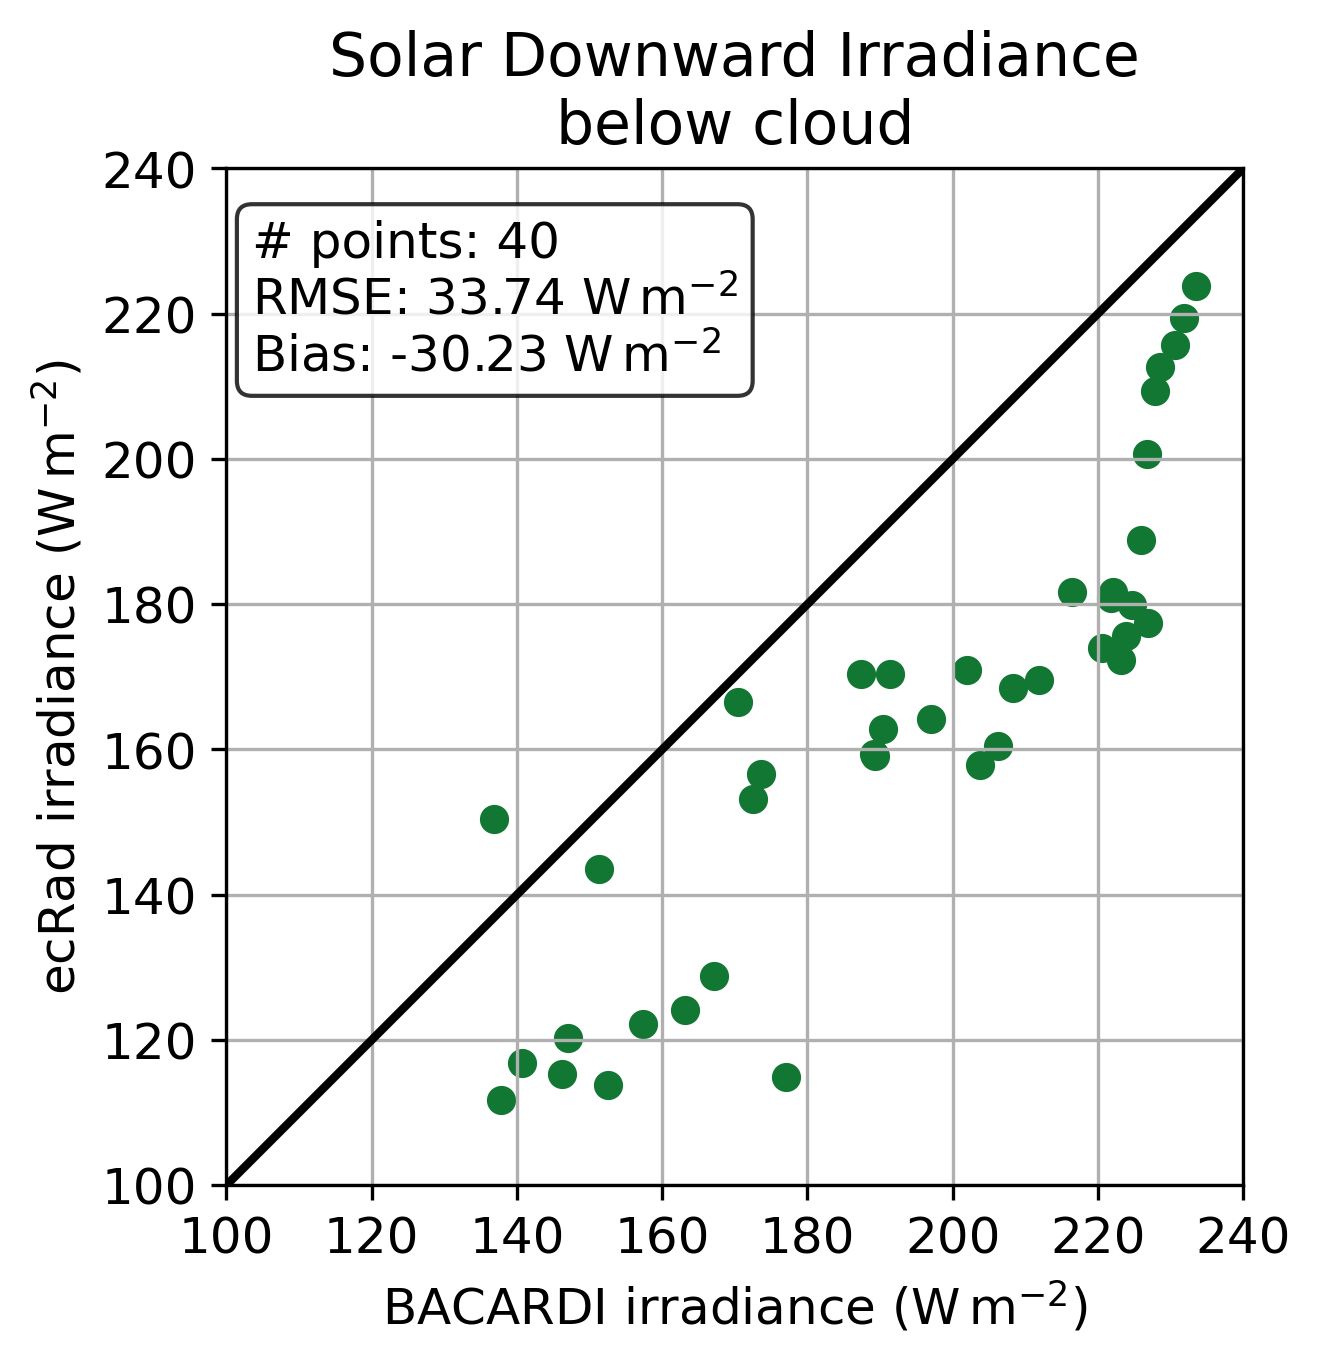 Solar Downward Irradiance
below cloud
# points: 40
RMSE: 33.74 W m⁻²
Bias: -30.23 W m⁻²
240
220
200
180
160
140
120
100
ecRad irradiance (W m⁻²)
100 120 140 160 180 200 220 240
BACARDI irradiance (W m⁻²)